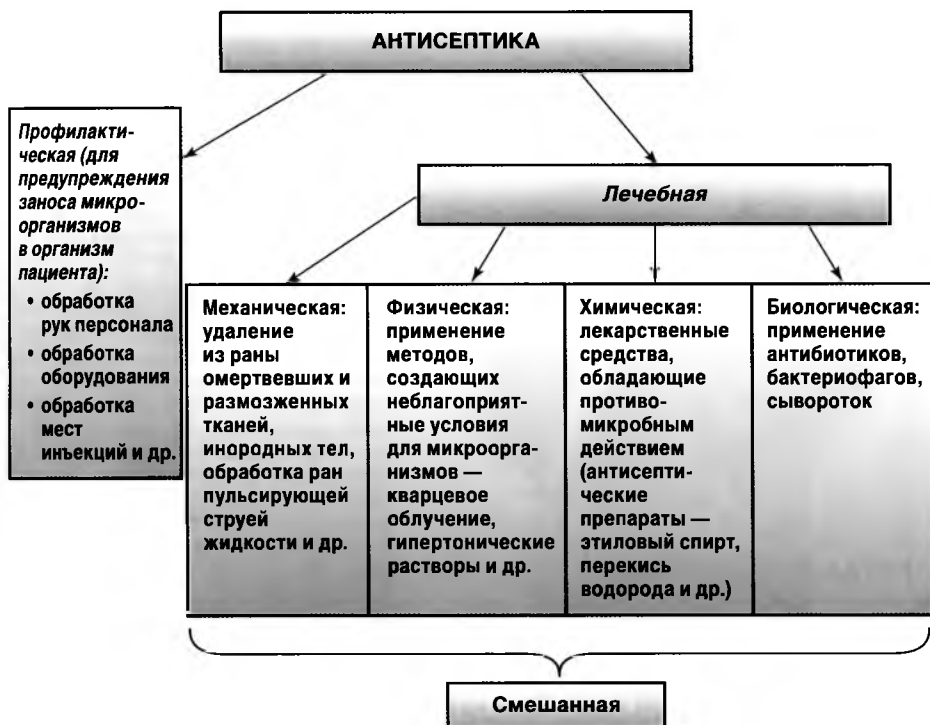 АНТИСЕПТИКА
Профилакти-
ческая (для
предупреждения
заноса микро-
организмов
в организм
пациента):
• обработка
рук персонала
• обработка
оборудования
• обработка
мест
инъекций и др.
Лечебная
Механическая:
удаление
из раны
омертвевших и
размозженных
тканей,
инородных тел,
обработка ран
пульсирующей
струей
жидкости и др.
Физическая:
применение
методов,
создающих
неблагоприят-
ные условия
для микроорга-
низмов —
кварцевое
облучение,
гипертонические
растворы и др.
Химическая:
лекарственные
средства,
обладающие
противо-
микробным
действием
(антисепти-
ческие
препараты —
этиловый спирт,
перекись
водорода и др.)
Биологическая:
применение
антибиотиков,
бактериофагов,
сывороток
Смешанная